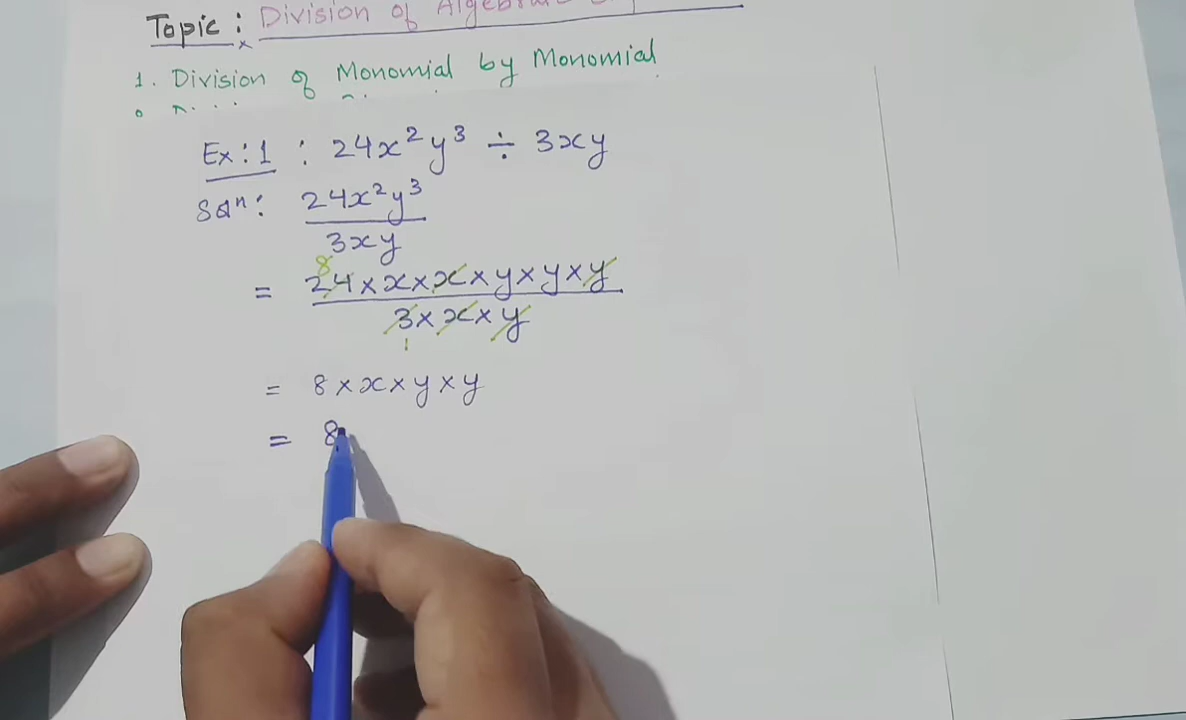 Topic: Division of
1. Division of Monomial by Monomial
Ex:1 : 24x²y³ ÷ 3xy
Solⁿ: 24x²y³
3xy
8
= 24×x×x×y×y×y
3×x×y
1
= 8×x×y×y
= 8